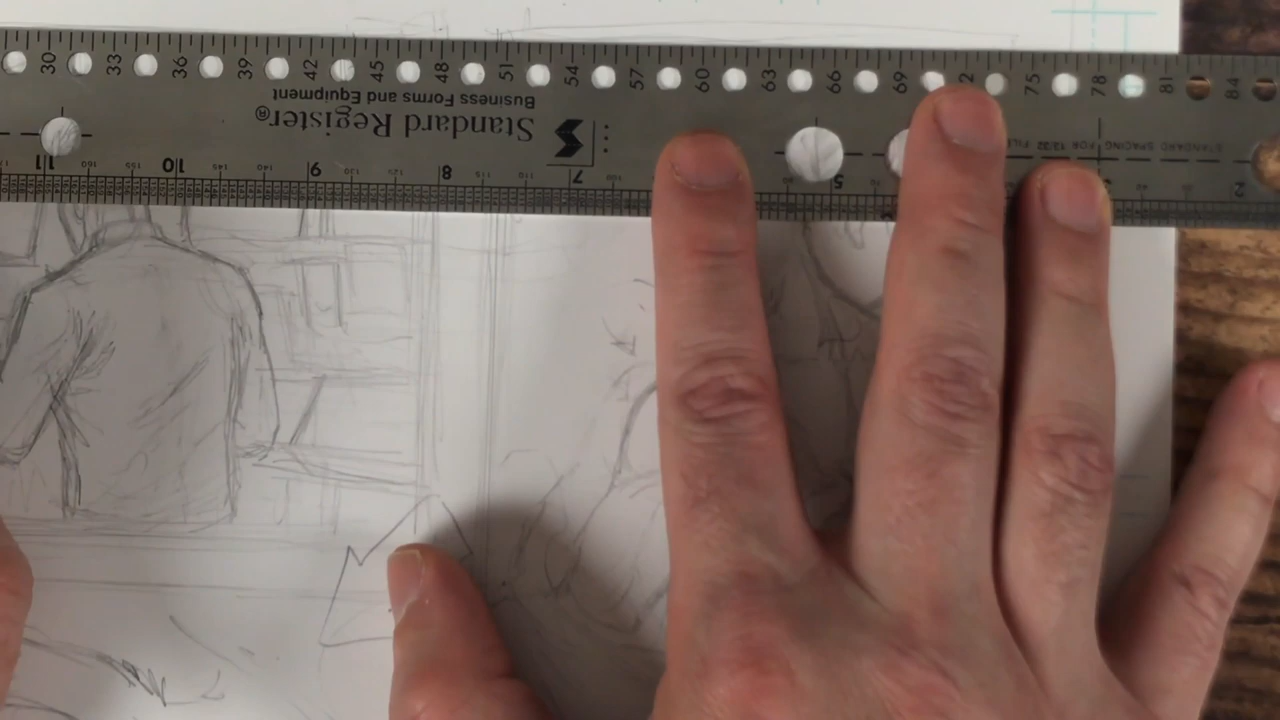 30 33 36 39 42 45 48 51 54 57 60 63 66 69 2 75 78 81 84
Business Forms and Equipment
Standard Register®
STANDARD SPACING FOR 13/32
11 10 9 8 7 5 2